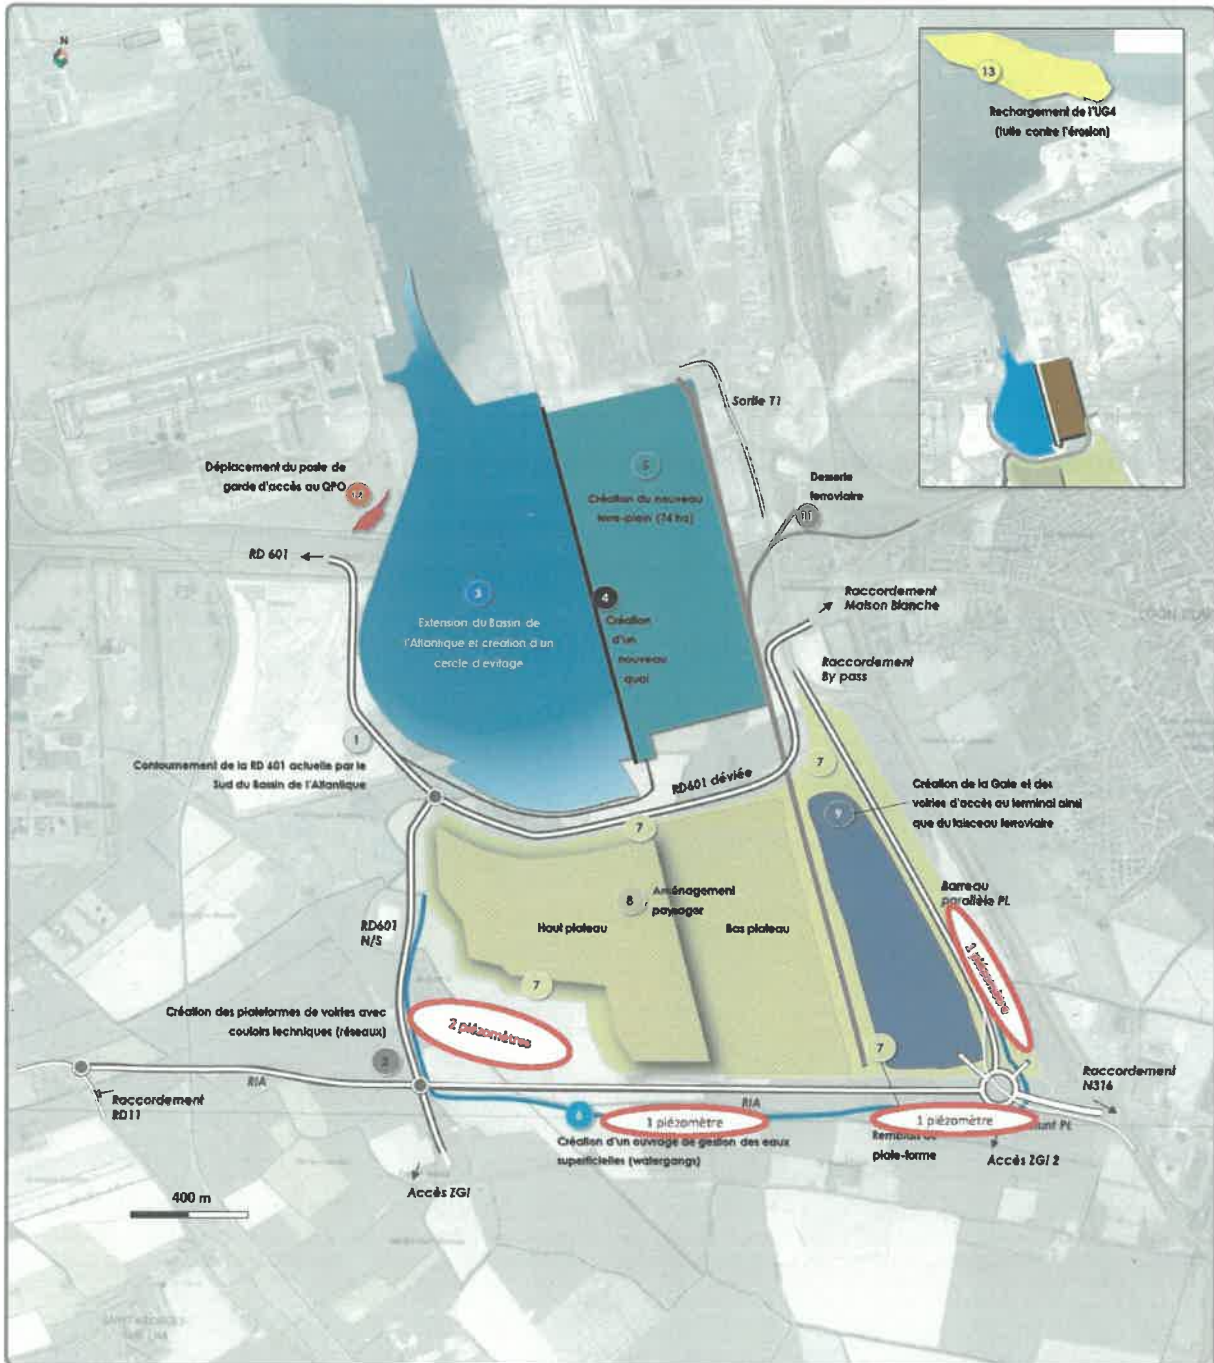 N
13
Rechargement de l'UG4
(lutte contre l'érosion)
Sortie T1
Déplacement du poste de
garde d'accès au QPO
12
5
Création du nouveau
terre-plein (74 ha)
Desserte
ferroviaire
11
RD 601
3
Extension du Bassin de
l'Atlantique et création d'un
cercle d'evitage
4
Création
d'un
nouveau
quai
Raccordement
Maison Blanche
Raccordement
By pass
1
Contournement de la RD 601 actuelle par le
Sud du Bassin de l'Atlantique
RD601 déviée
7
7
9
Création de la Gate et des
voiries d'accès au terminal ainsi
que du faisceau ferroviaire
8
Aménagement
paysager
Haut plateau
Bas plateau
Barreau
parallèle PL
1 piézomètre
RD601
N/S
7
Création des plateformes de voiries avec
couloirs techniques (réseaux)
2 piézomètres
2
7
RIA
Raccordement
RD11
RIA
Raccordement
N316
6
1 piézomètre
1 piézomètre
Création d'un ouvrage de gestion des eaux
superficielles (watergangs)
Remblais de
plate-forme
Accès ZGI 2
Accès ZGI
400 m